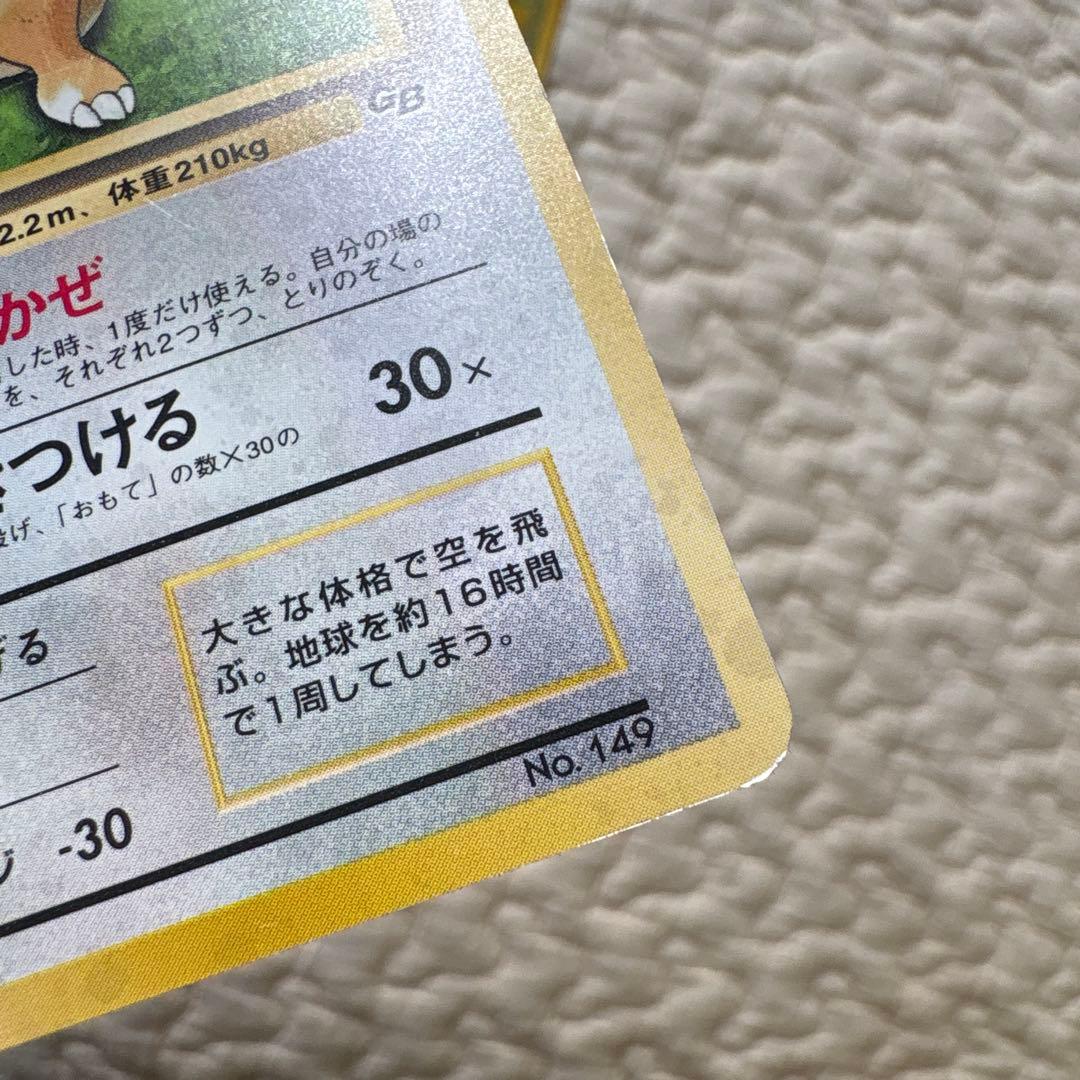 GB
2.2m、体重210kg
かぜ
した時、1度だけ使える。自分の場の
を、それぞれ2つずつ、とりのぞく。
つける 30×
投げ、「おもて」の数×30の
大きな体格で空を飛
ぶ。地球を約16時間
で1周してしまう。
げる
-30
No.149